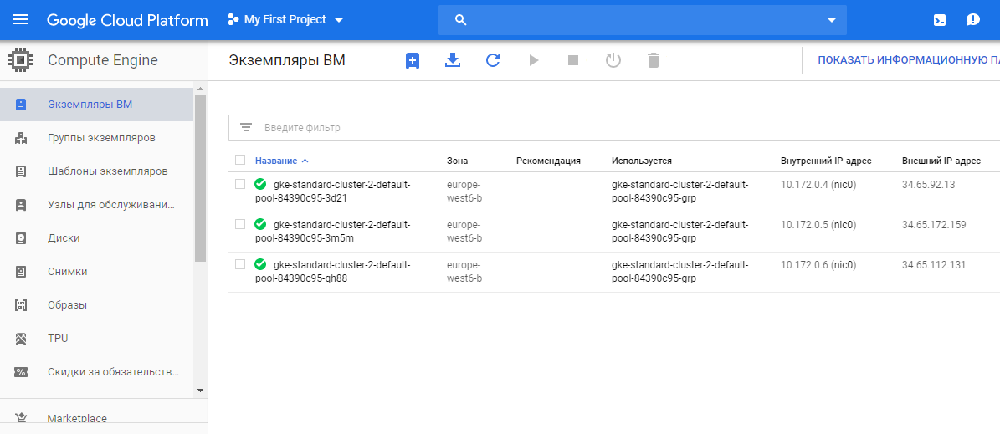 Google Cloud Platform My First Project
Compute Engine
Экземпляры ВМ
ПОКАЗАТЬ ИНФОРМАЦИОННУЮ ПА
Экземпляры ВМ
Группы экземпляров
Шаблоны экземпляров
Узлы для обслуживани...
Диски
Снимки
Образы
TPU
Скидки за обязательств...
Marketplace
Введите фильтр
Название Зона Рекомендация Используется Внутренний IP-адрес Внешний IP-адрес
gke-standard-cluster-2-default- europe- gke-standard-cluster-2-default- 10.172.0.4 (nic0) 34.65.92.13
pool-84390c95-3d21 west6-b pool-84390c95-grp
gke-standard-cluster-2-default- europe- gke-standard-cluster-2-default- 10.172.0.5 (nic0) 34.65.172.159
pool-84390c95-3m5m west6-b pool-84390c95-grp
gke-standard-cluster-2-default- europe- gke-standard-cluster-2-default- 10.172.0.6 (nic0) 34.65.112.131
pool-84390c95-qh88 west6-b pool-84390c95-grp